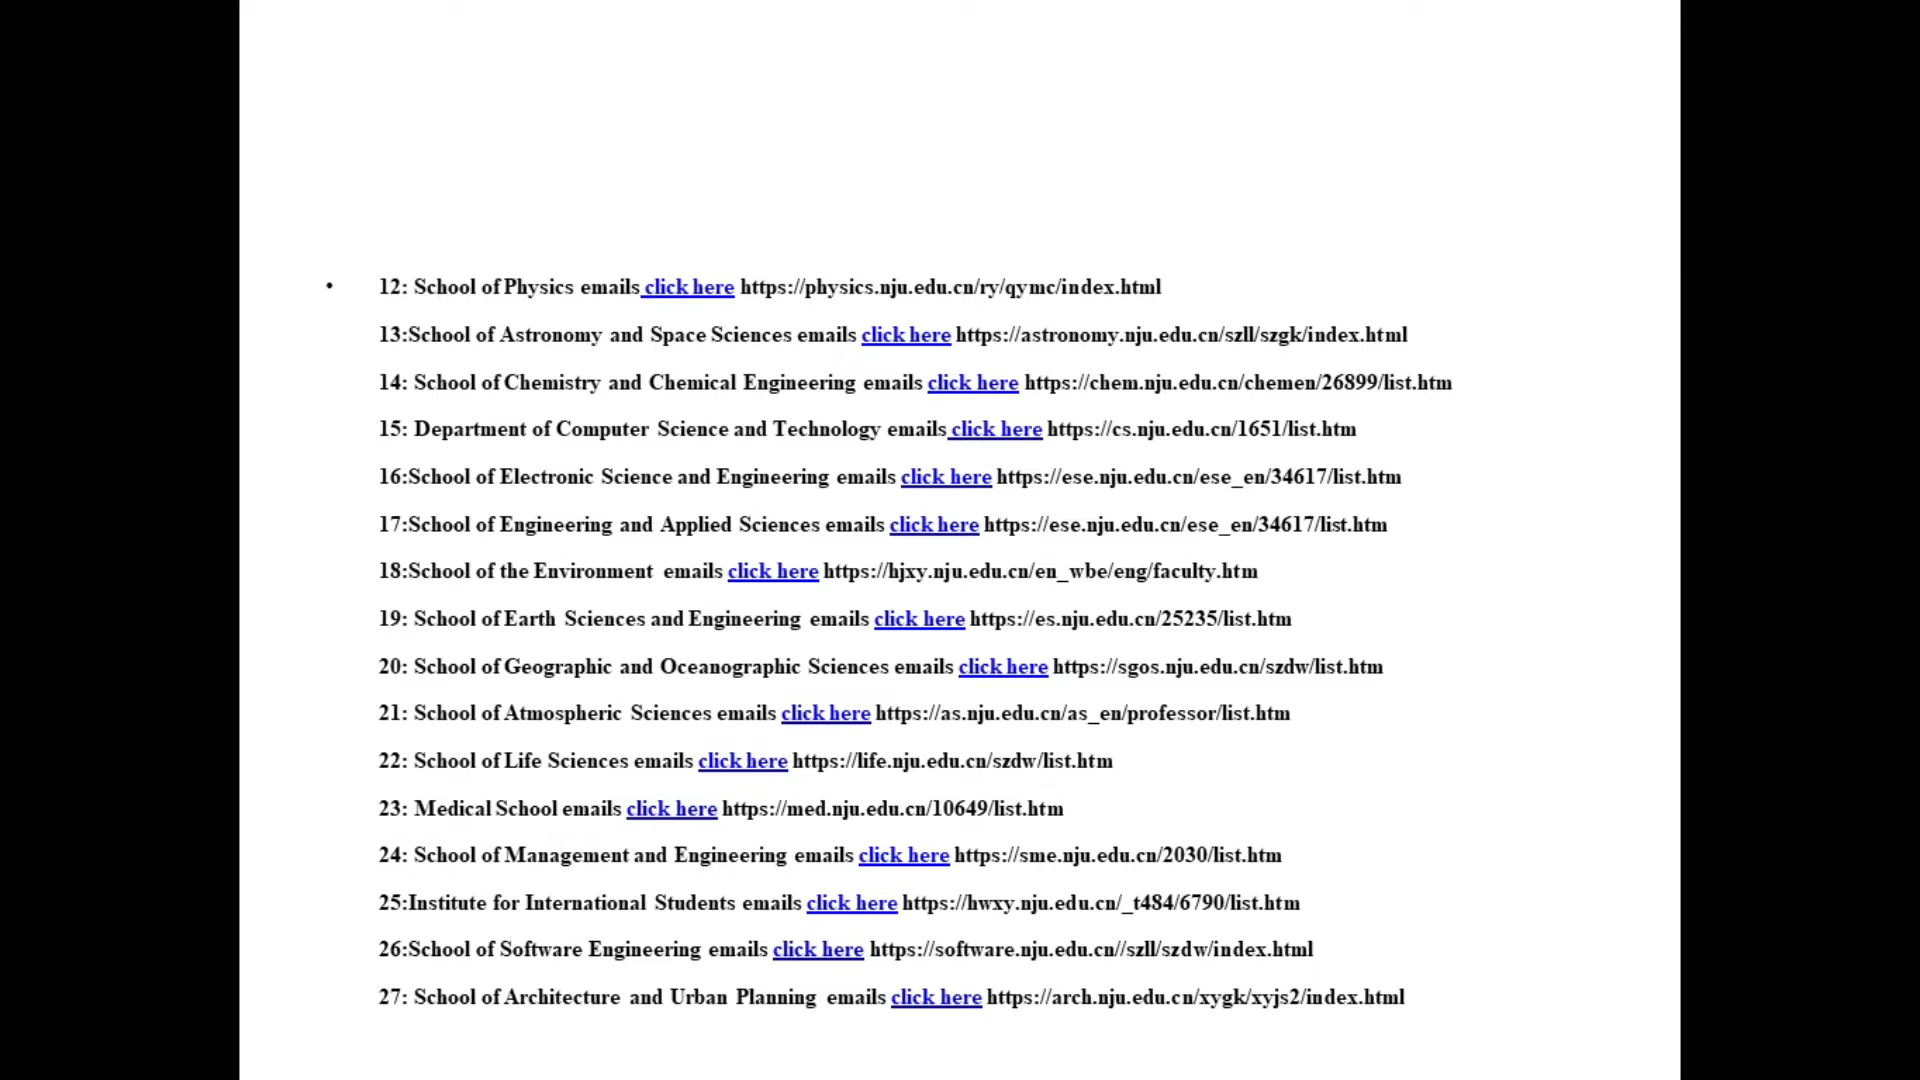 • 12: School of Physics emails click here https://physics.nju.edu.cn/ry/qymc/index.html
13:School of Astronomy and Space Sciences emails click here https://astronomy.nju.edu.cn/szll/szgk/index.html
14: School of Chemistry and Chemical Engineering emails click here https://chem.nju.edu.cn/chemen/26899/list.htm
15: Department of Computer Science and Technology emails click here https://cs.nju.edu.cn/1651/list.htm
16:School of Electronic Science and Engineering emails click here https://ese.nju.edu.cn/ese_en/34617/list.htm
17:School of Engineering and Applied Sciences emails click here https://ese.nju.edu.cn/ese_en/34617/list.htm
18:School of the Environment emails click here https://hjxy.nju.edu.cn/en_wbe/eng/faculty.htm
19: School of Earth Sciences and Engineering emails click here https://es.nju.edu.cn/25235/list.htm
20: School of Geographic and Oceanographic Sciences emails click here https://sgos.nju.edu.cn/szdw/list.htm
21: School of Atmospheric Sciences emails click here https://as.nju.edu.cn/as_en/professor/list.htm
22: School of Life Sciences emails click here https://life.nju.edu.cn/szdw/list.htm
23: Medical School emails click here https://med.nju.edu.cn/10649/list.htm
24: School of Management and Engineering emails click here https://sme.nju.edu.cn/2030/list.htm
25:Institute for International Students emails click here https://hwxy.nju.edu.cn/_t484/6790/list.htm
26:School of Software Engineering emails click here https://software.nju.edu.cn//szll/szdw/index.html
27: School of Architecture and Urban Planning emails click here https://arch.nju.edu.cn/xygk/xyjs2/index.html